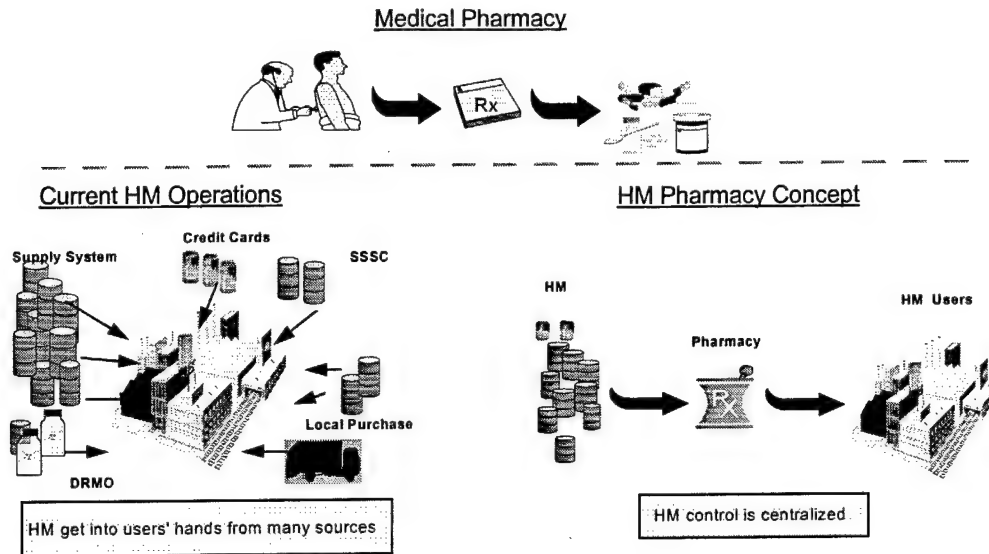 Medical Pharmacy
Rx
Current HM Operations
Supply System
Credit Cards
SSSC
Local Purchase
DRMO
HM get into users' hands from many sources
HM Pharmacy Concept
HM
Pharmacy
Rx
HM Users
HM control is centralized